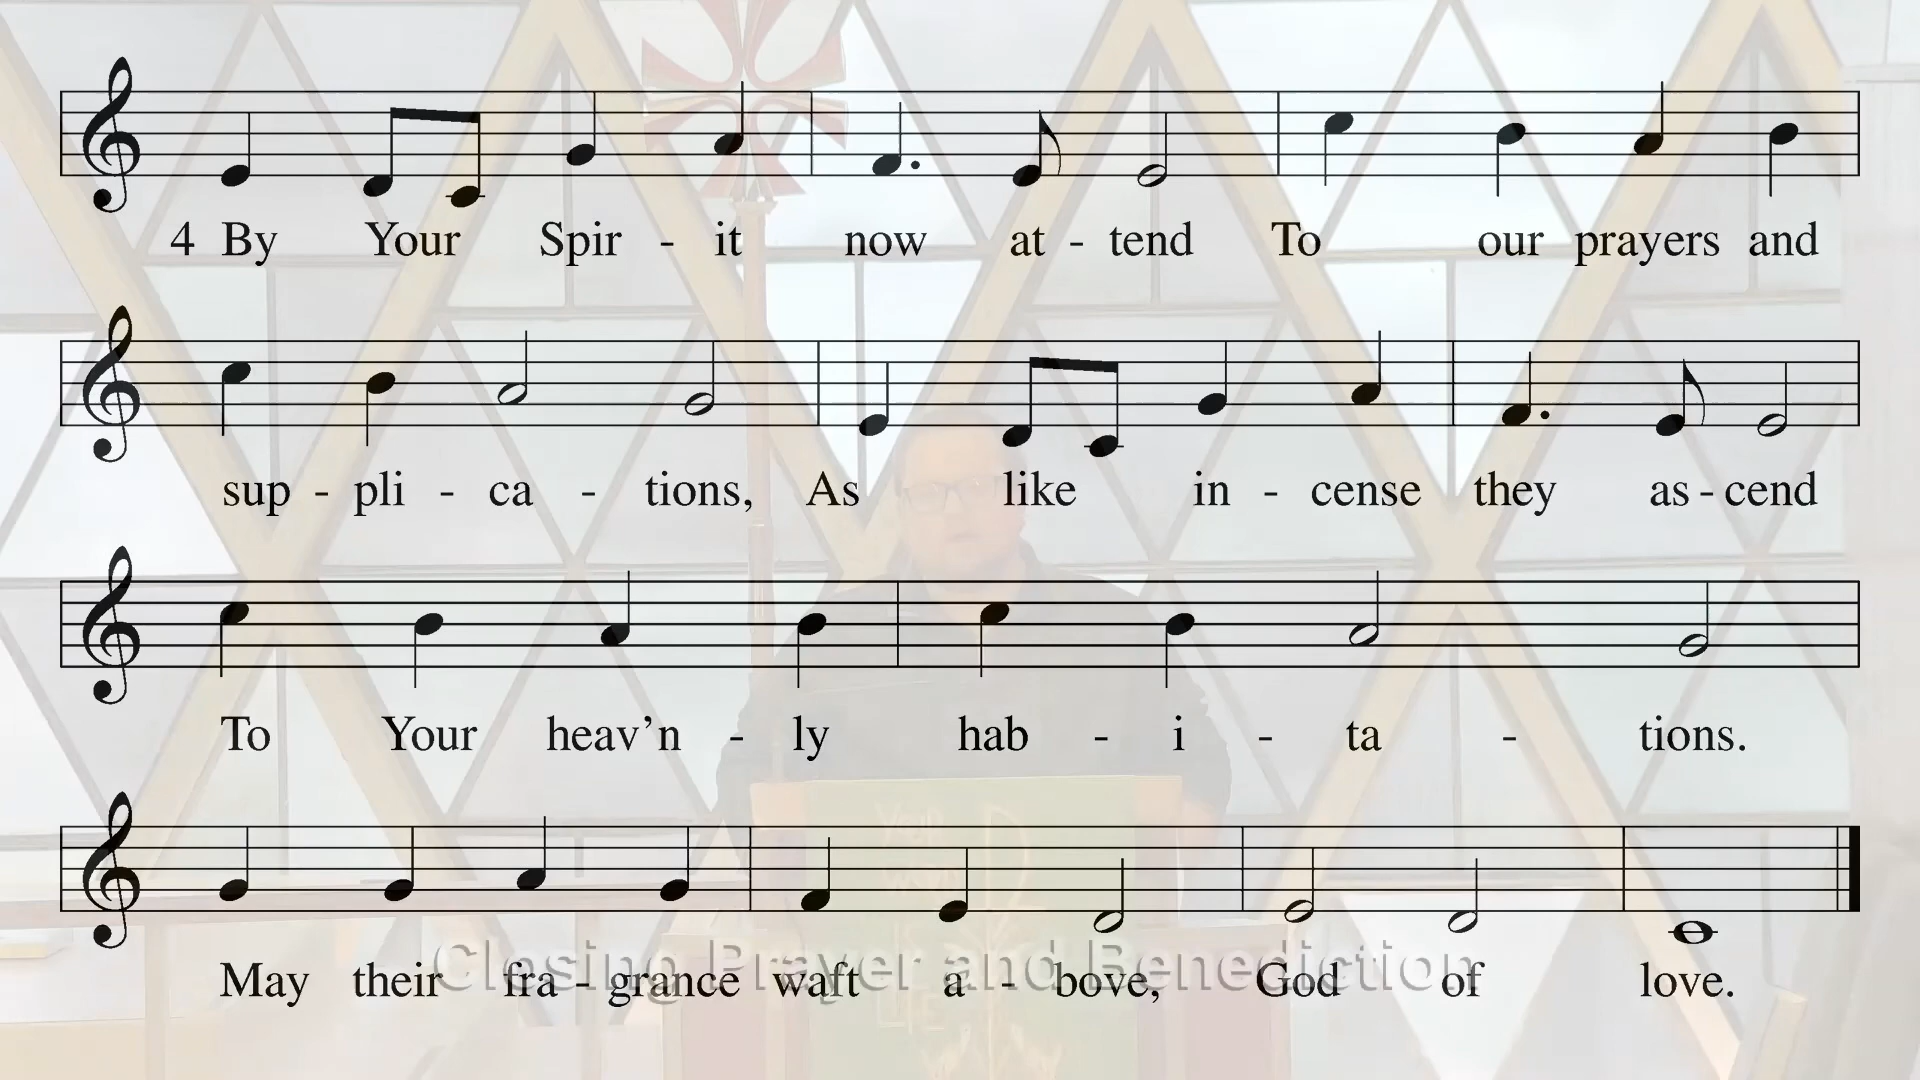 4 By Your Spir - it now at - tend To our prayers and
sup - pli - ca - tions, As like in - cense they as - cend
To Your heav’n - ly hab - i - ta - tions.
Closing Prayer and Benediction
May their fra - grance waft a - bove, God of love.